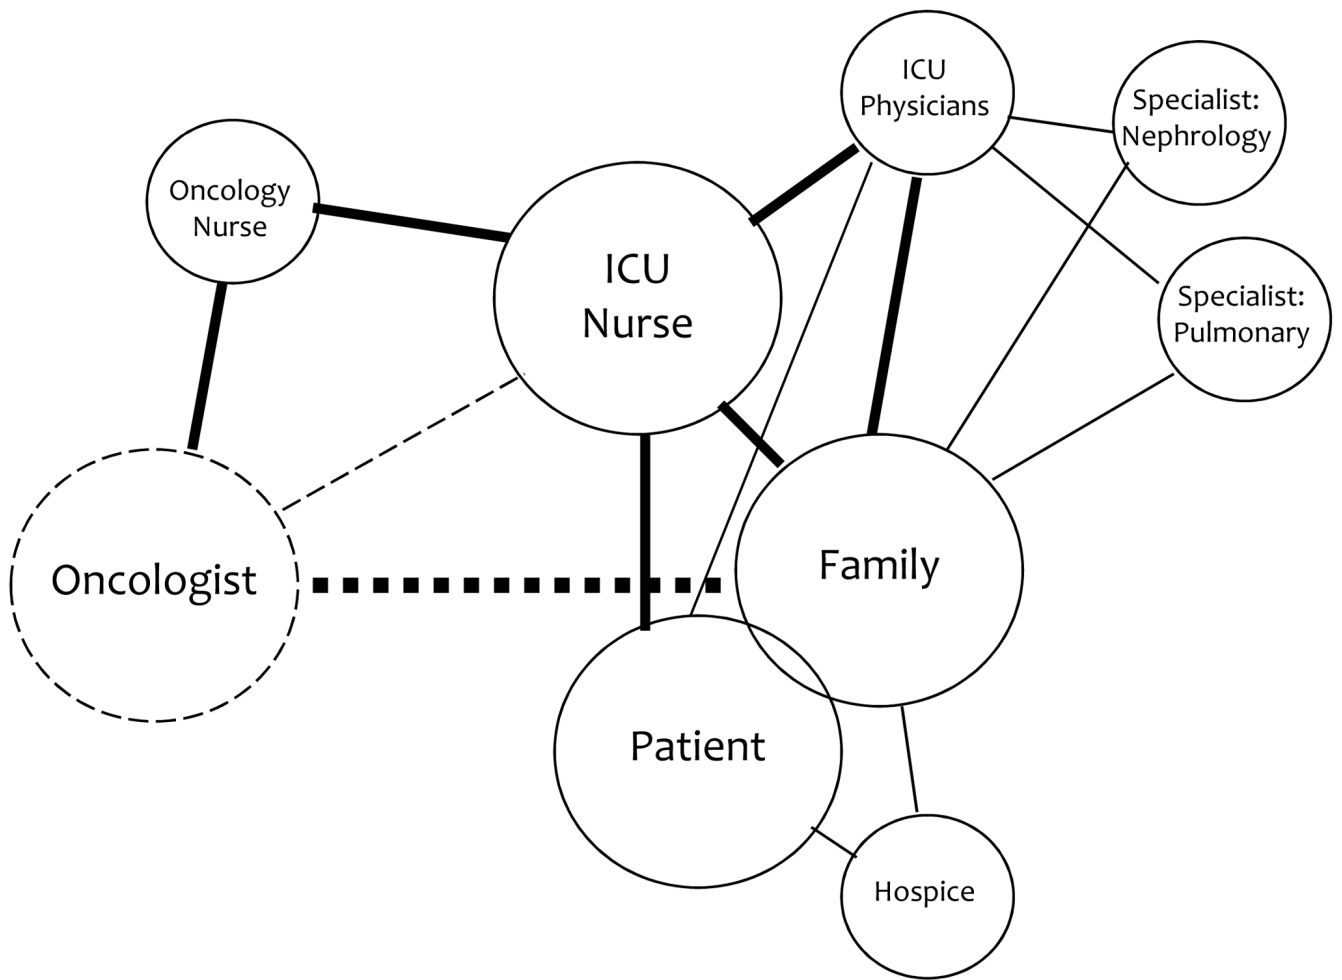 ICU
Physicians
Specialist:
Nephrology
Oncology
Nurse
ICU
Nurse
Specialist:
Pulmonary
Oncologist
Family
Patient
Hospice